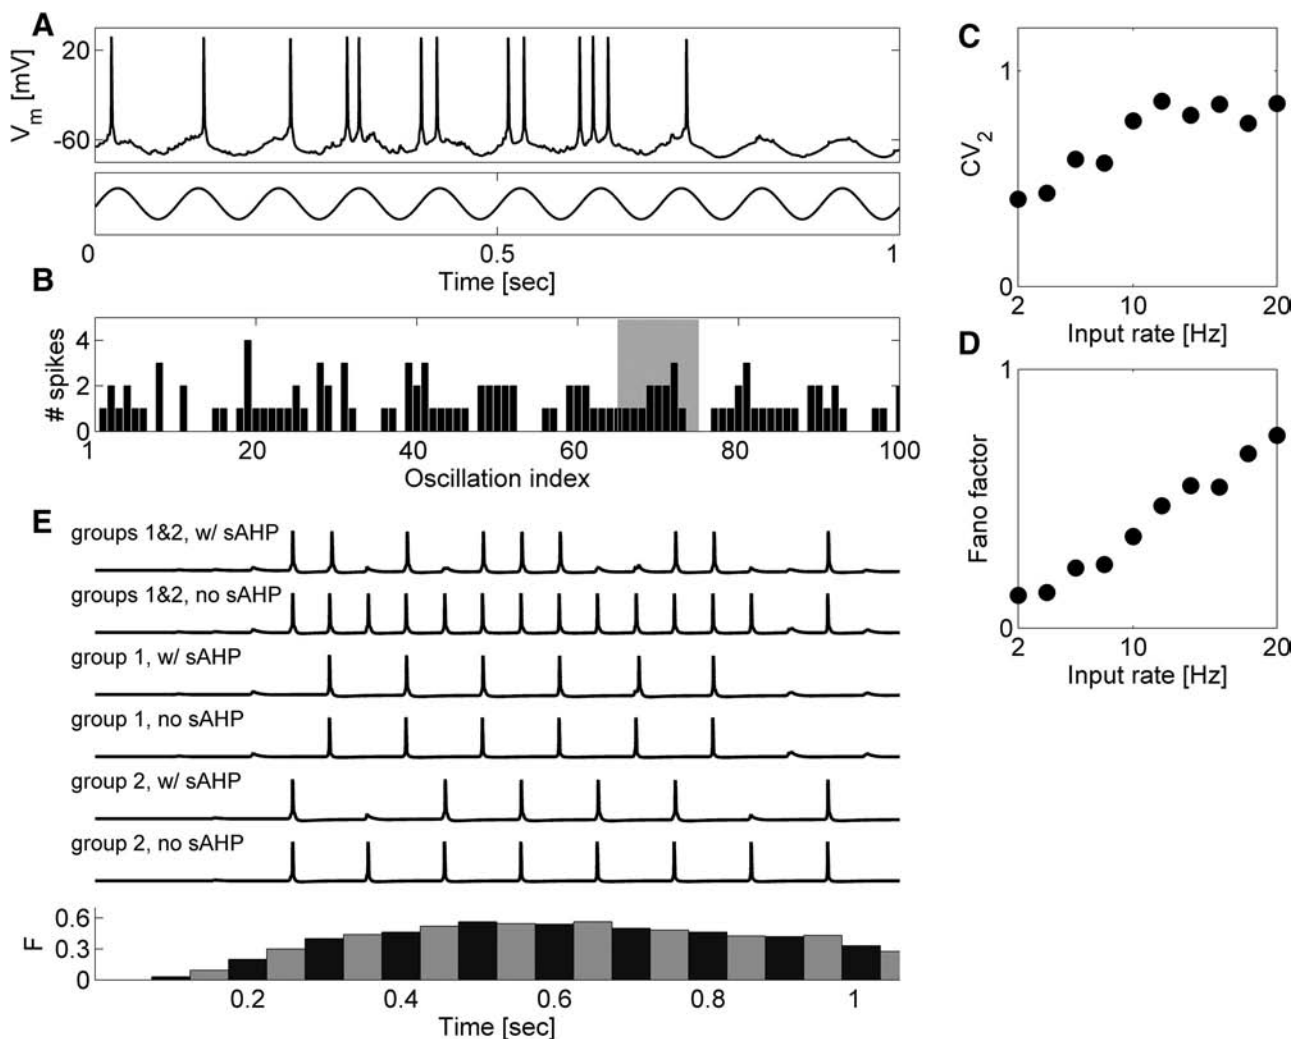 A
V_m [mV]
20
-60
0
0.5
1
Time [sec]
B
# spikes
4
2
0
1
20
40
60
80
100
Oscillation index
C
CV_2
1
0
2
10
20
Input rate [Hz]
D
Fano factor
1
0
2
10
20
Input rate [Hz]
E
groups 1&2, w/ sAHP
groups 1&2, no sAHP
group 1, w/ sAHP
group 1, no sAHP
group 2, w/ sAHP
group 2, no sAHP
F
0.6
0.3
0
0.2
0.4
0.6
0.8
1
Time [sec]